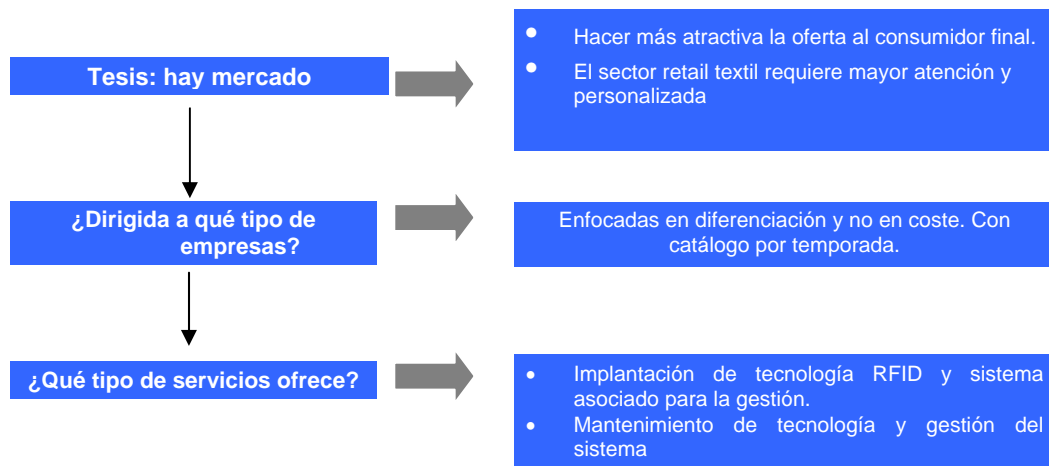 Tesis: hay mercado
• Hacer más atractiva la oferta al consumidor final.
• El sector retail textil requiere mayor atención y
personalizada
¿Dirigida a qué tipo de
empresas?
Enfocadas en diferenciación y no en coste. Con
catálogo por temporada.
¿Qué tipo de servicios ofrece?
• Implantación de tecnología RFID y sistema
asociado para la gestión.
• Mantenimiento de tecnología y gestión del
sistema